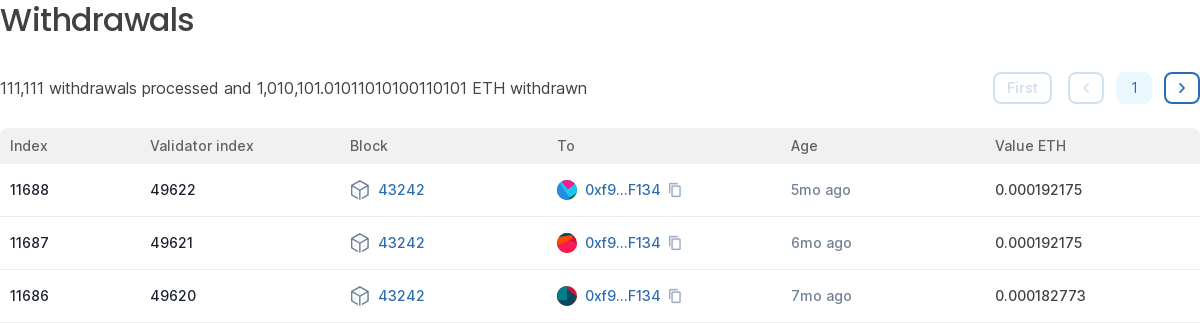 Withdrawals
111,111 withdrawals processed and 1,010,101.01011010100110101 ETH withdrawn First 1
Index Validator index Block To Age Value ETH
11688 49622 43242 0xf9...F134 5mo ago 0.000192175
11687 49621 43242 0xf9...F134 6mo ago 0.000192175
11686 49620 43242 0xf9...F134 7mo ago 0.000182773